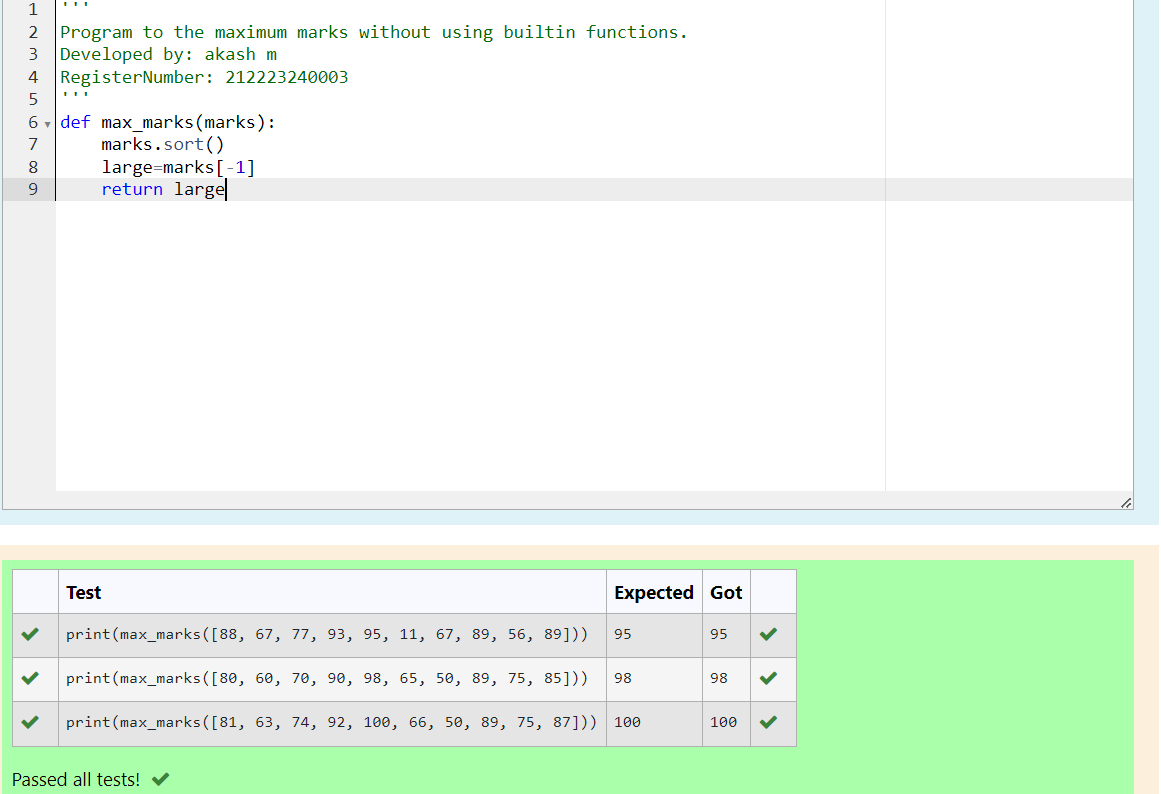 1 '''
2 Program to the maximum marks without using builtin functions.
3 Developed by: akash m
4 RegisterNumber: 212223240003
5 '''
6 def max_marks(marks):
7     marks.sort()
8     large=marks[-1]
9     return large
Test Expected Got
print(max_marks([88, 67, 77, 93, 95, 11, 67, 89, 56, 89])) 95 95
print(max_marks([80, 60, 70, 90, 98, 65, 50, 89, 75, 85])) 98 98
print(max_marks([81, 63, 74, 92, 100, 66, 50, 89, 75, 87])) 100 100
Passed all tests!